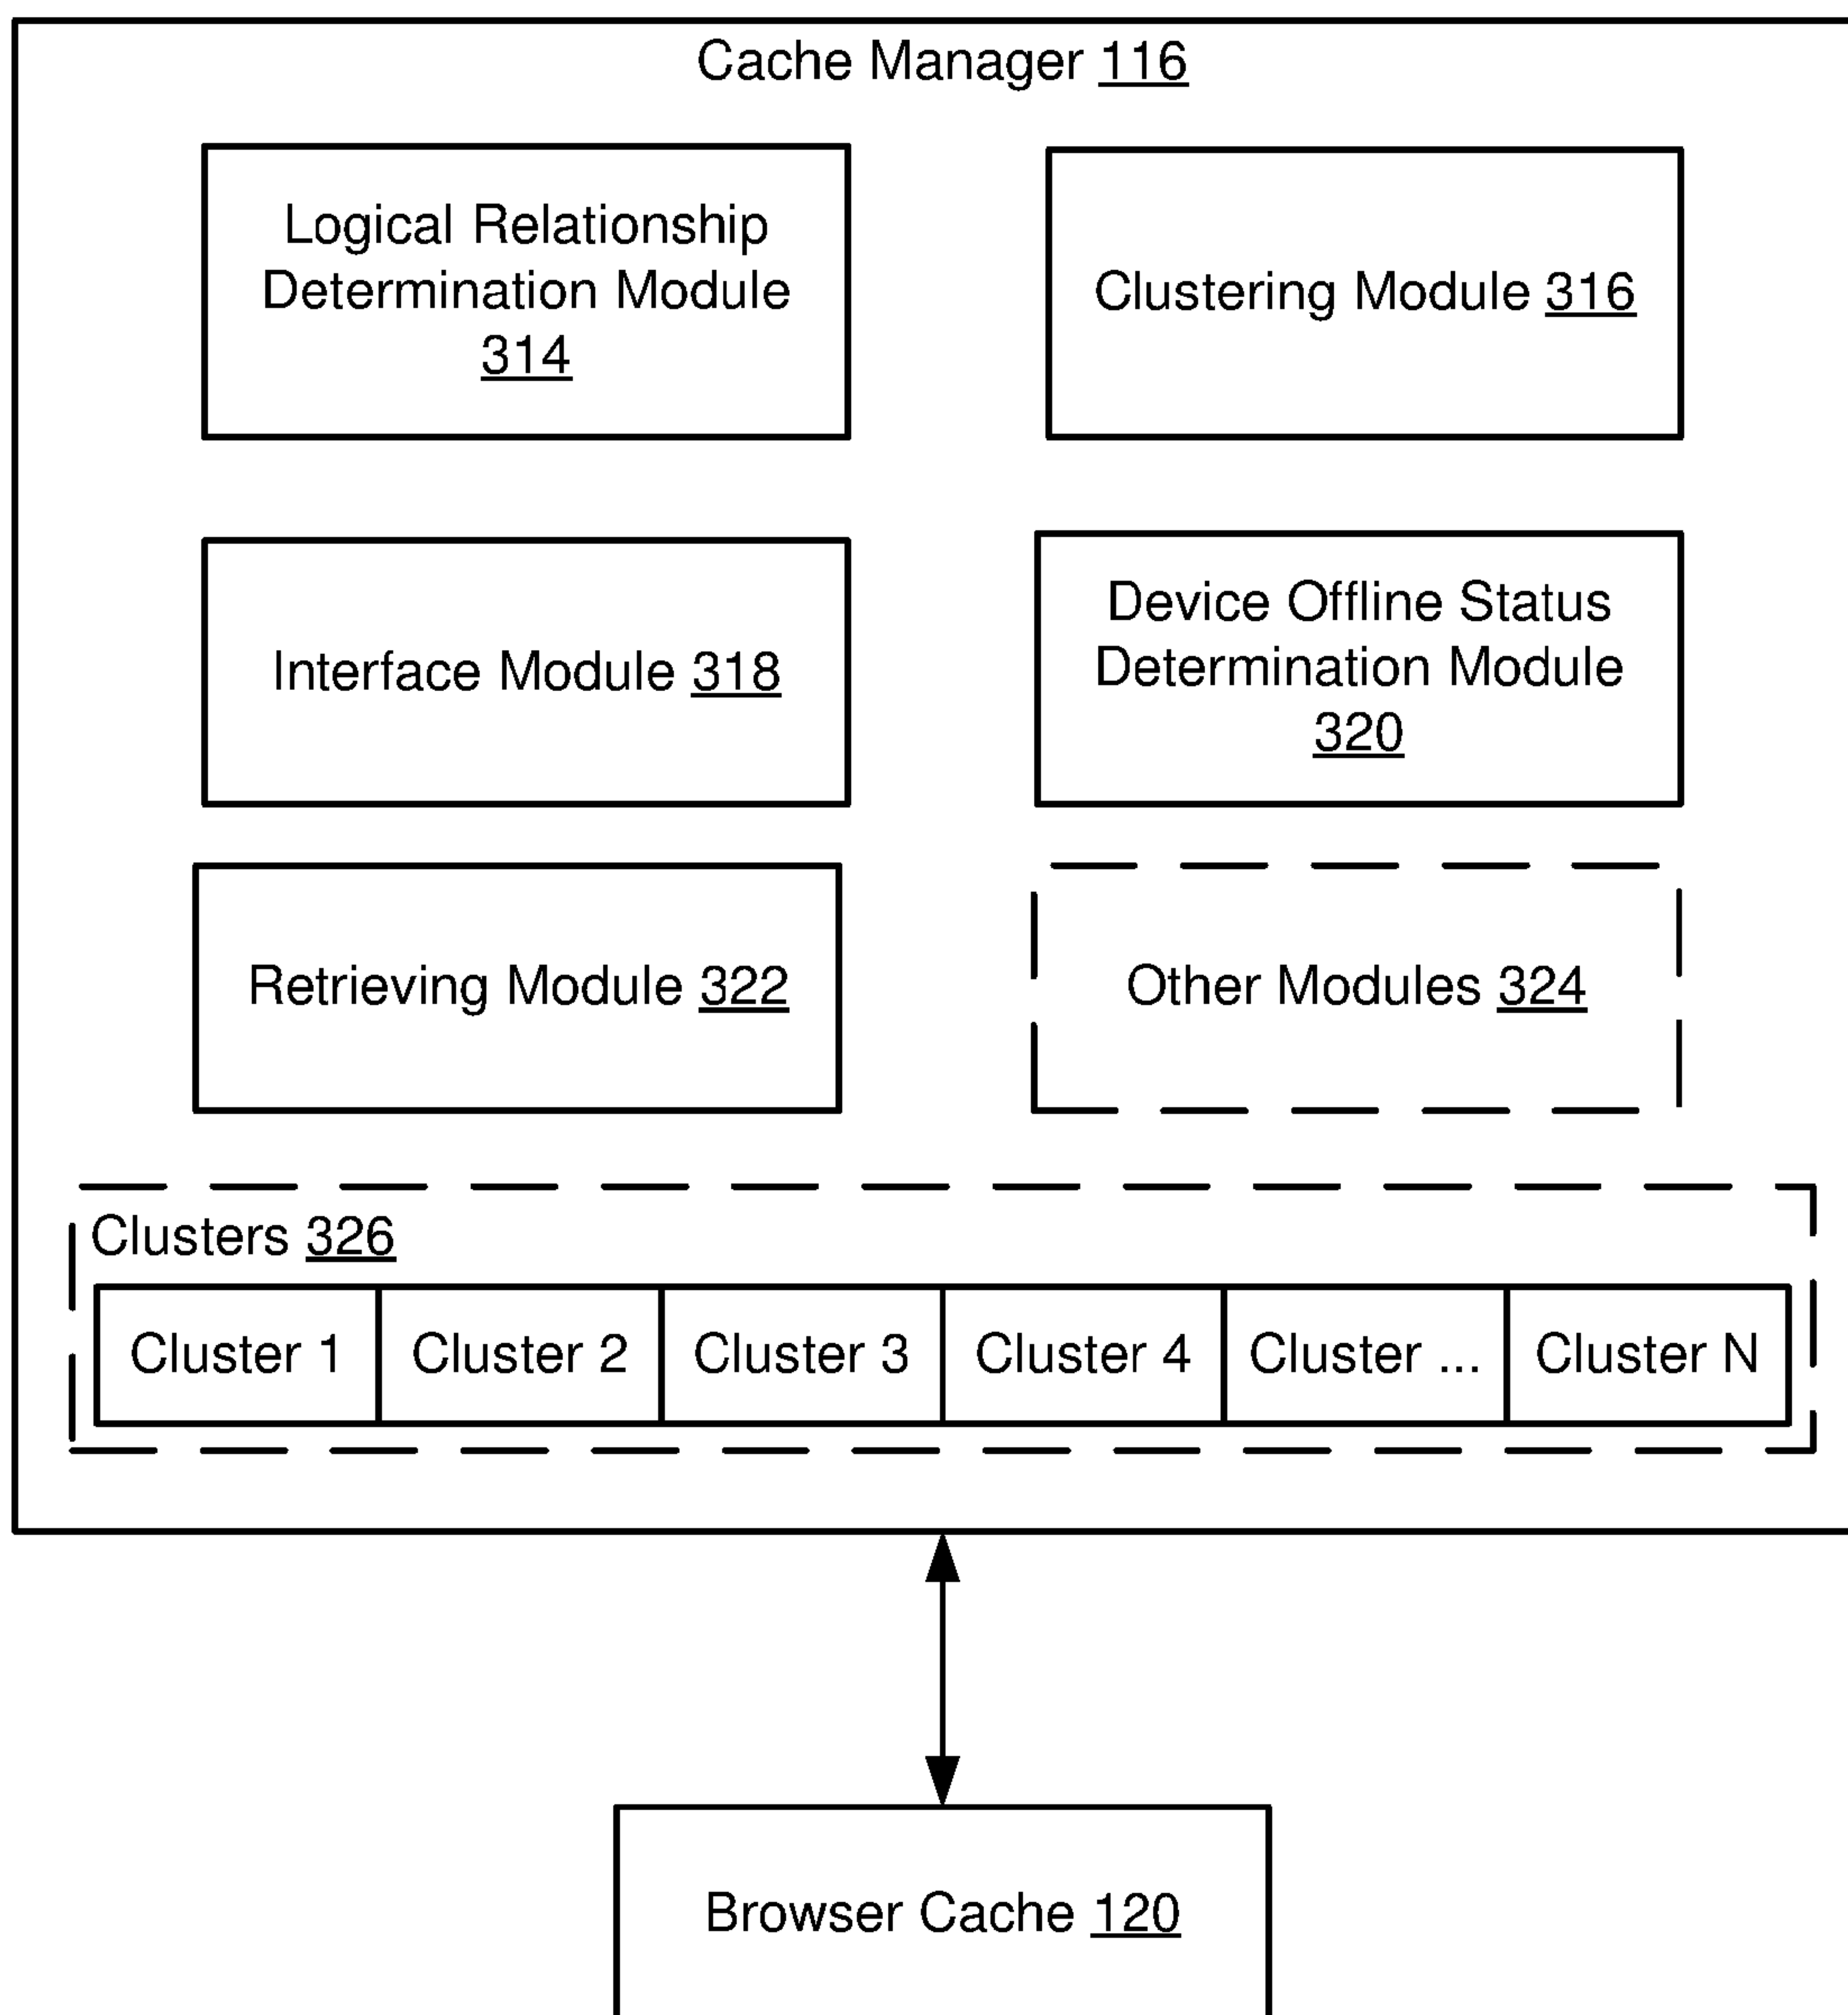 Cache Manager 116
Logical Relationship
Determination Module
314
Clustering Module 316
Interface Module 318
Device Offline Status
Determination Module
320
Retrieving Module 322
Other Modules 324
Clusters 326
Cluster 1
Cluster 2
Cluster 3
Cluster 4
Cluster ...
Cluster N
Browser Cache 120